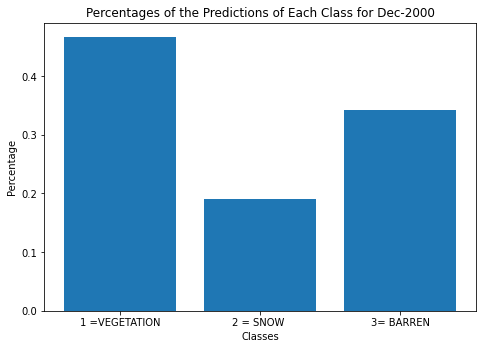 Percentages of the Predictions of Each Class for Dec-2000
Percentage
0.4
0.3
0.2
0.1
0.0
1 =VEGETATION
2 = SNOW
3= BARREN
Classes